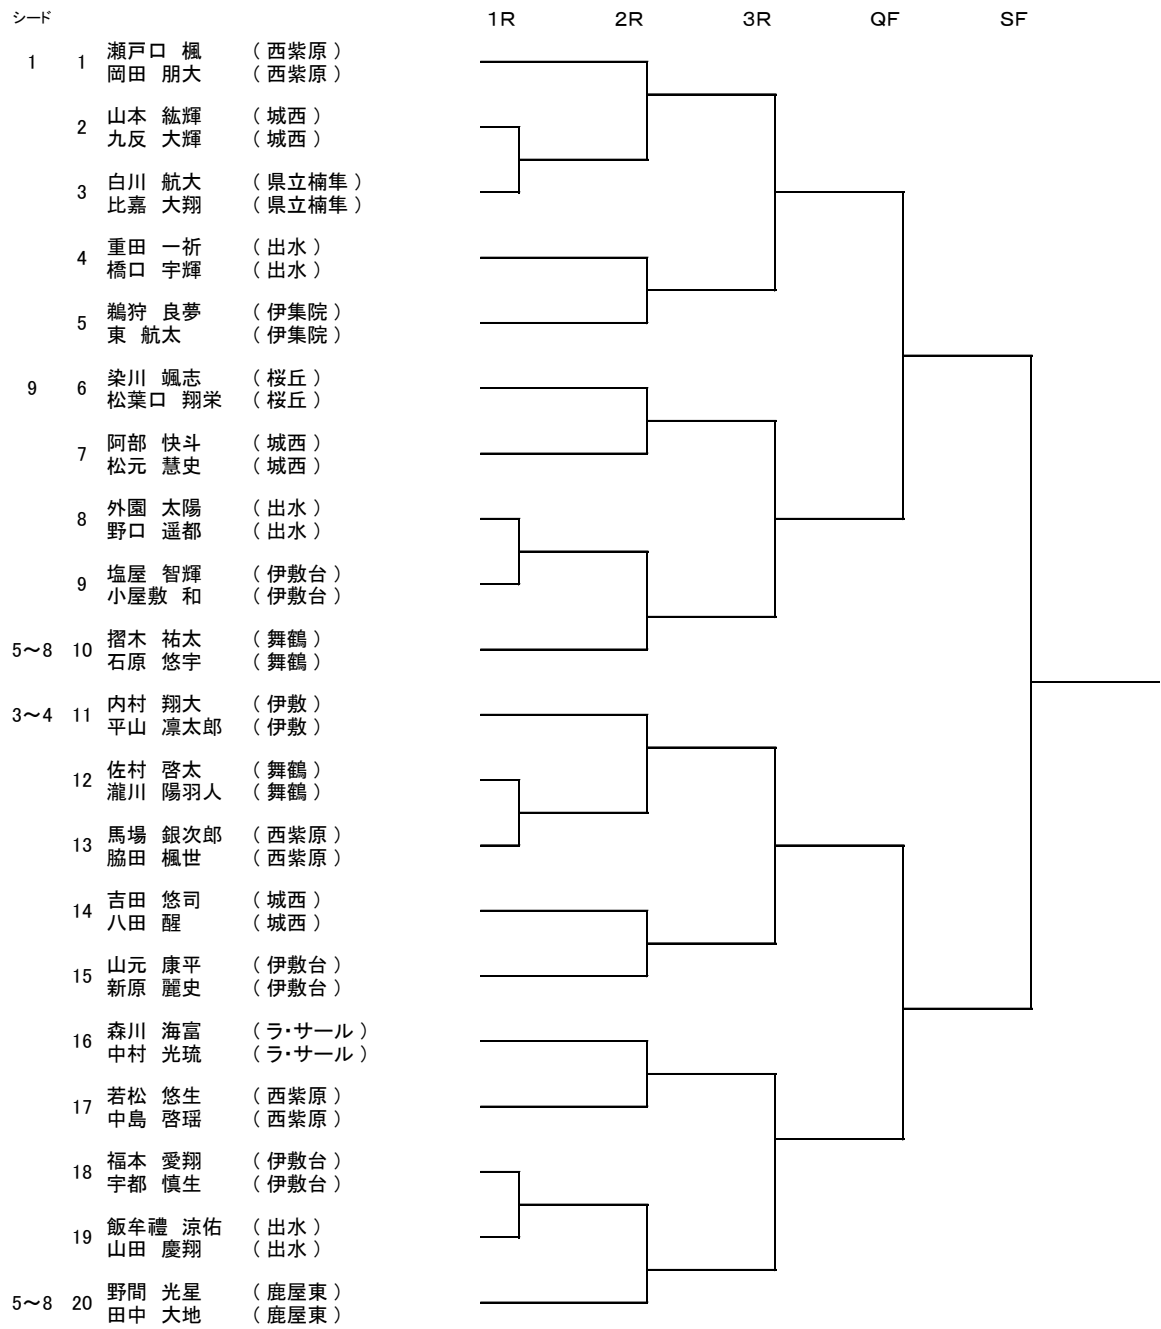 シード 1R 2R 3R QF SF
1 1 瀬戸口 楓 （ 西紫原 ）
岡田 朋大 （ 西紫原 ）
2 山本 紘輝 （ 城西 ）
九反 大輝 （ 城西 ）
3 白川 航大 （ 県立楠隼 ）
比嘉 大翔 （ 県立楠隼 ）
4 重田 一祈 （ 出水 ）
橋口 宇輝 （ 出水 ）
5 鵜狩 良夢 （ 伊集院 ）
東 航太 （ 伊集院 ）
9 6 染川 颯志 （ 桜丘 ）
松葉口 翔栄 （ 桜丘 ）
7 阿部 快斗 （ 城西 ）
松元 慧史 （ 城西 ）
8 外園 太陽 （ 出水 ）
野口 遥都 （ 出水 ）
9 塩屋 智輝 （ 伊敷台 ）
小屋敷 和 （ 伊敷台 ）
5～8 10 摺木 祐太 （ 舞鶴 ）
石原 悠宇 （ 舞鶴 ）
3～4 11 内村 翔大 （ 伊敷 ）
平山 凛太郎 （ 伊敷 ）
12 佐村 啓太 （ 舞鶴 ）
瀧川 陽羽人 （ 舞鶴 ）
13 馬場 銀次郎 （ 西紫原 ）
脇田 楓世 （ 西紫原 ）
14 吉田 悠司 （ 城西 ）
八田 醒 （ 城西 ）
15 山元 康平 （ 伊敷台 ）
新原 麗史 （ 伊敷台 ）
16 森川 海富 （ ラ・サール ）
中村 光琉 （ ラ・サール ）
17 若松 悠生 （ 西紫原 ）
中島 啓瑶 （ 西紫原 ）
18 福本 愛翔 （ 伊敷台 ）
宇都 慎生 （ 伊敷台 ）
19 飯牟禮 涼佑 （ 出水 ）
山田 慶翔 （ 出水 ）
5～8 20 野間 光星 （ 鹿屋東 ）
田中 大地 （ 鹿屋東 ）